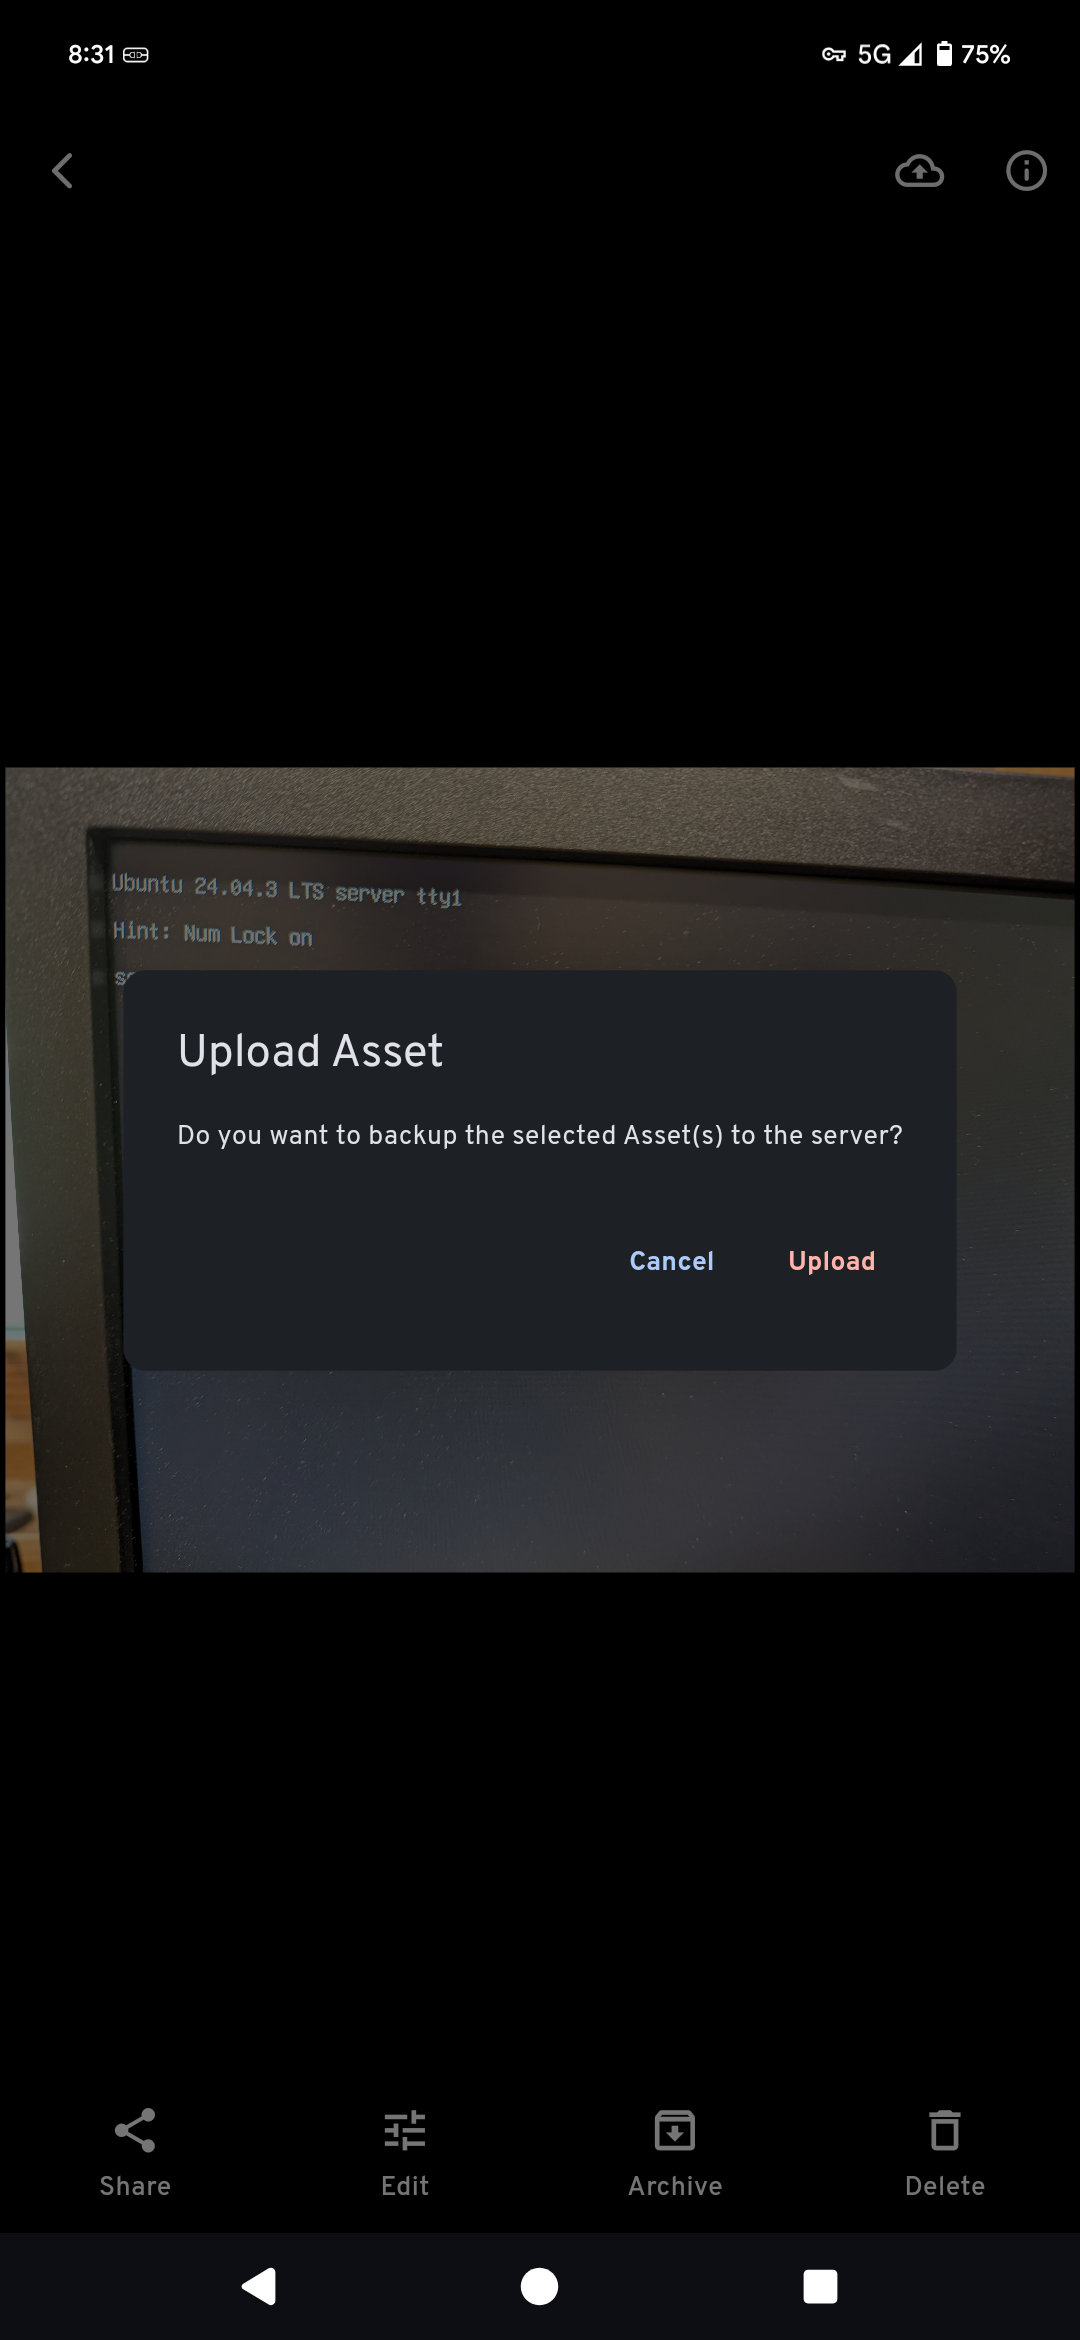 8:31
5G 75%
Ubuntu 24.04.3 LTS server tty1
Hint: Num Lock on
Upload Asset
Do you want to backup the selected Asset(s) to the server?
Cancel Upload
Share Edit Archive Delete